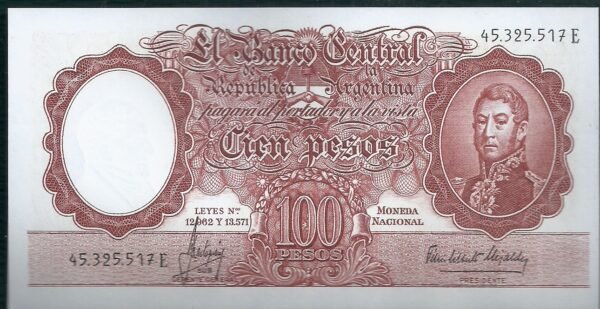 45.325.517 E
El Banco Central
de la
República Argentina
pagará al portador y a la vista
Cien pesos
LEYES Nos.
12.962 Y 13.571
MONEDA
NACIONAL
100
PESOS
45.325.517 E
PRESIDENTE